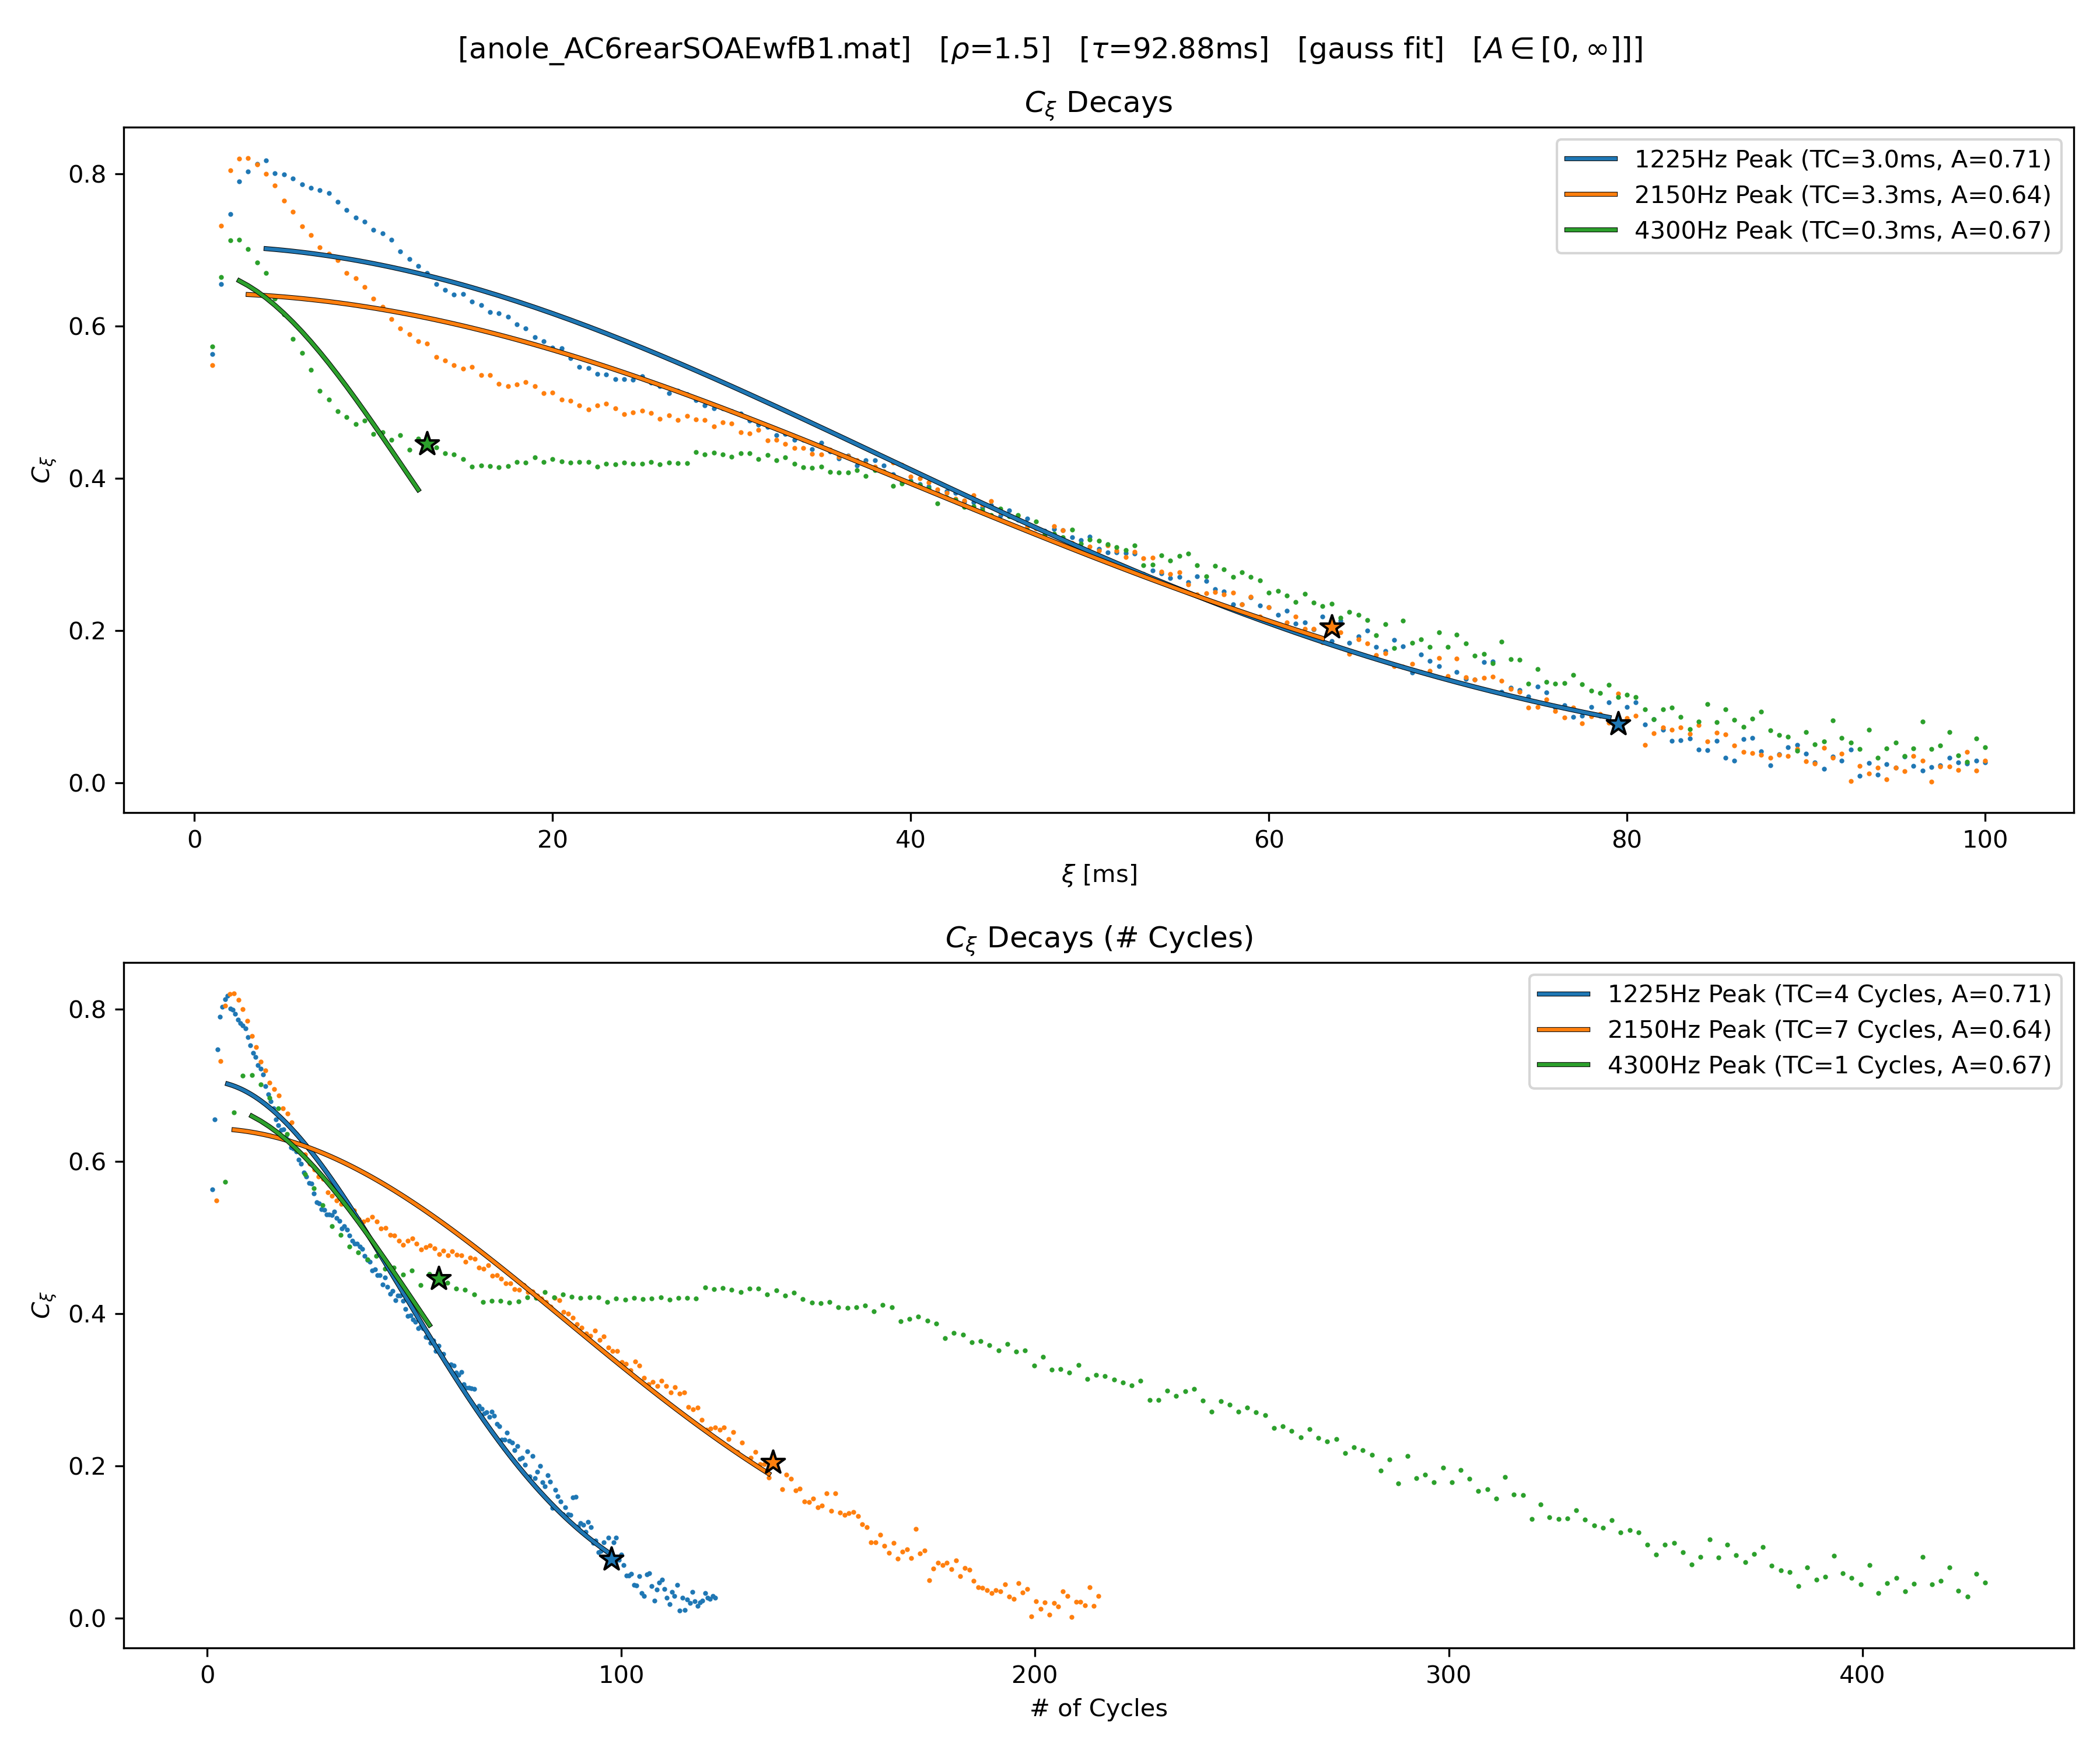 [anole_AC6rearSOAEwfB1.mat] [ρ=1.5] [τ=92.88ms] [gauss fit] [A ∈ [0, ∞]]]
C_ξ Decays
1225Hz Peak (TC=3.0ms, A=0.71)
2150Hz Peak (TC=3.3ms, A=0.64)
4300Hz Peak (TC=0.3ms, A=0.67)
0.8
0.6
0.4
0.2
0.0
C_ξ
0 20 40 60 80 100
ξ [ms]
C_ξ Decays (# Cycles)
1225Hz Peak (TC=4 Cycles, A=0.71)
2150Hz Peak (TC=7 Cycles, A=0.64)
4300Hz Peak (TC=1 Cycles, A=0.67)
0.8
0.6
0.4
0.2
0.0
C_ξ
0 100 200 300 400
# of Cycles